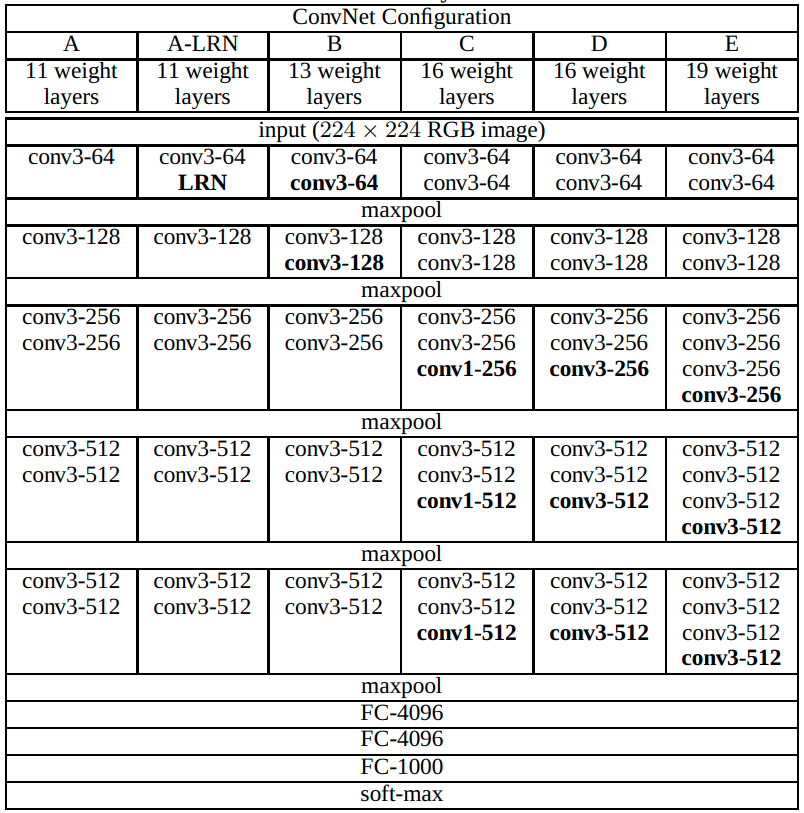 ConvNet Configuration
A A-LRN B C D E
11 weight 11 weight 13 weight 16 weight 16 weight 19 weight
layers layers layers layers layers layers
input (224 × 224 RGB image)
conv3-64 conv3-64 conv3-64 conv3-64 conv3-64 conv3-64
LRN conv3-64 conv3-64 conv3-64 conv3-64
maxpool
conv3-128 conv3-128 conv3-128 conv3-128 conv3-128 conv3-128
conv3-128 conv3-128 conv3-128 conv3-128
maxpool
conv3-256 conv3-256 conv3-256 conv3-256 conv3-256 conv3-256
conv3-256 conv3-256 conv3-256 conv3-256 conv3-256 conv3-256
conv1-256 conv3-256 conv3-256
conv3-256
maxpool
conv3-512 conv3-512 conv3-512 conv3-512 conv3-512 conv3-512
conv3-512 conv3-512 conv3-512 conv3-512 conv3-512 conv3-512
conv1-512 conv3-512 conv3-512
conv3-512
maxpool
conv3-512 conv3-512 conv3-512 conv3-512 conv3-512 conv3-512
conv3-512 conv3-512 conv3-512 conv3-512 conv3-512 conv3-512
conv1-512 conv3-512 conv3-512
conv3-512
maxpool
FC-4096
FC-4096
FC-1000
soft-max